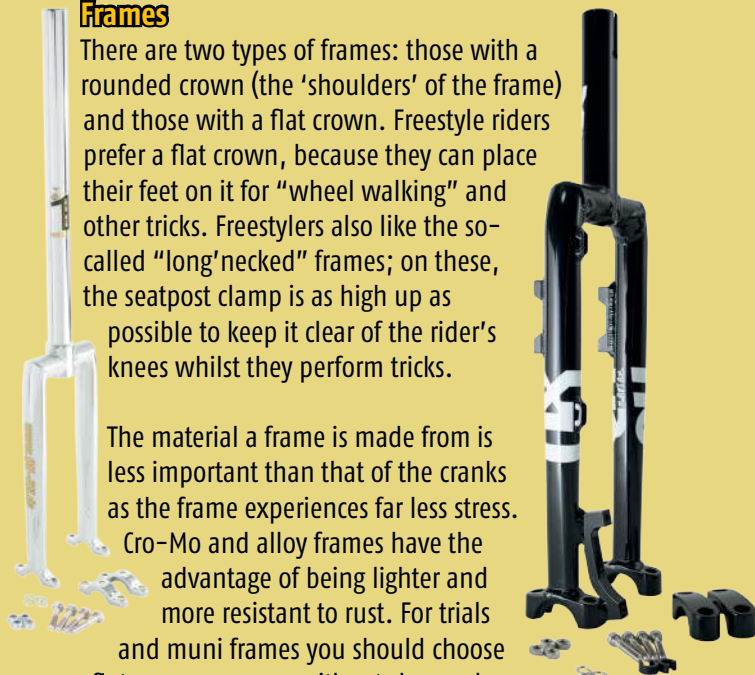 Frames
There are two types of frames: those with a
rounded crown (the ‘shoulders’ of the frame)
and those with a flat crown. Freestyle riders
prefer a flat crown, because they can place
their feet on it for “wheel walking” and
other tricks. Freestylers also like the so-
called “long’necked” frames; on these,
the seatpost clamp is as high up as
possible to keep it clear of the rider’s
knees whilst they perform tricks.
The material a frame is made from is
less important than that of the cranks
as the frame experiences far less stress.
Cro-Mo and alloy frames have the
advantage of being lighter and
more resistant to rust. For trials
and muni frames you should choose